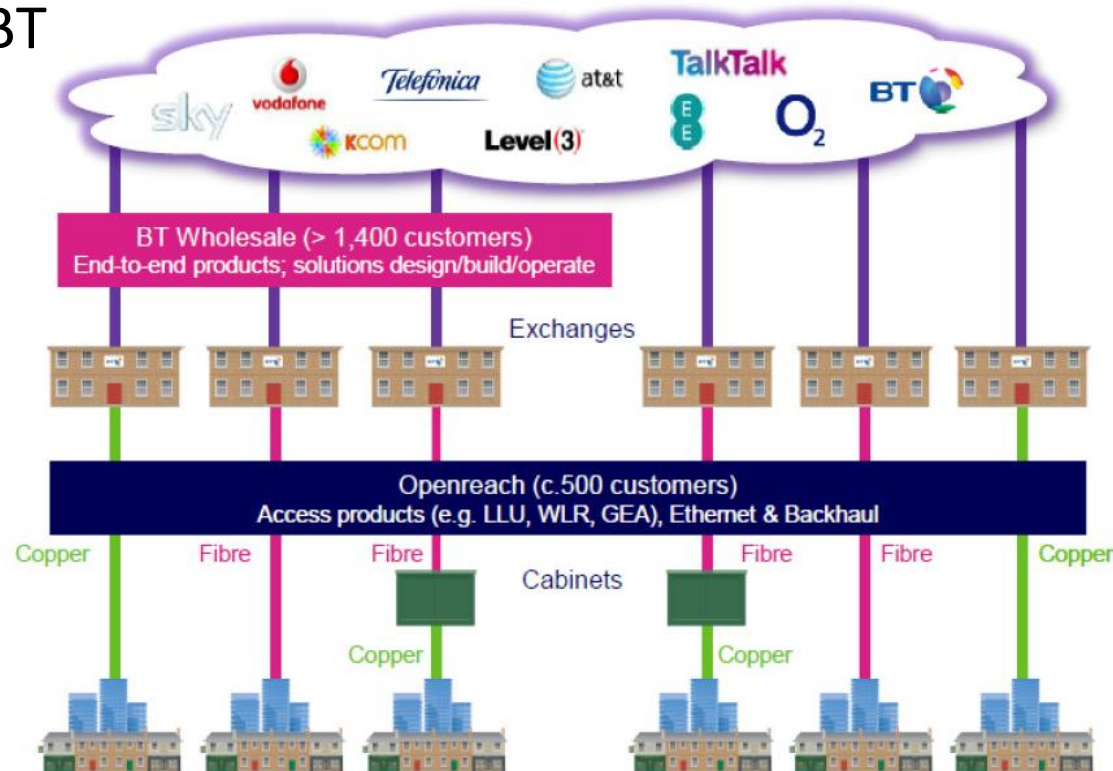 BT
sky
vodafone
Telefónica
at&t
TalkTalk
KCOM
Level(3)
EE
O2
BT
BT Wholesale (> 1,400 customers)
End-to-end products; solutions design/build/operate
Exchanges
Openreach (c.500 customers)
Access products (e.g. LLU, WLR, GEA), Ethernet & Backhaul
Copper
Fibre
Fibre
Fibre
Fibre
Copper
Cabinets
Copper
Copper